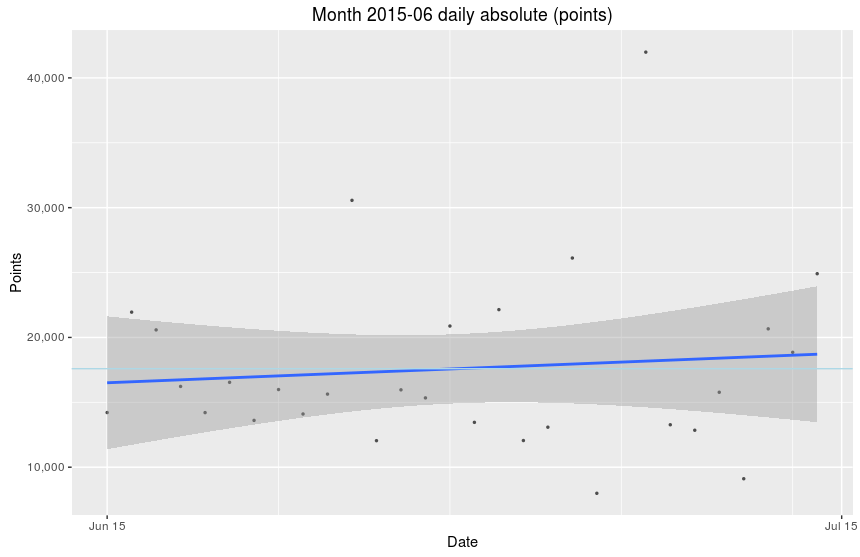 Month 2015-06 daily absolute (points)
Points
40,000
30,000
20,000
10,000
Jun 15
Jul 15
Date